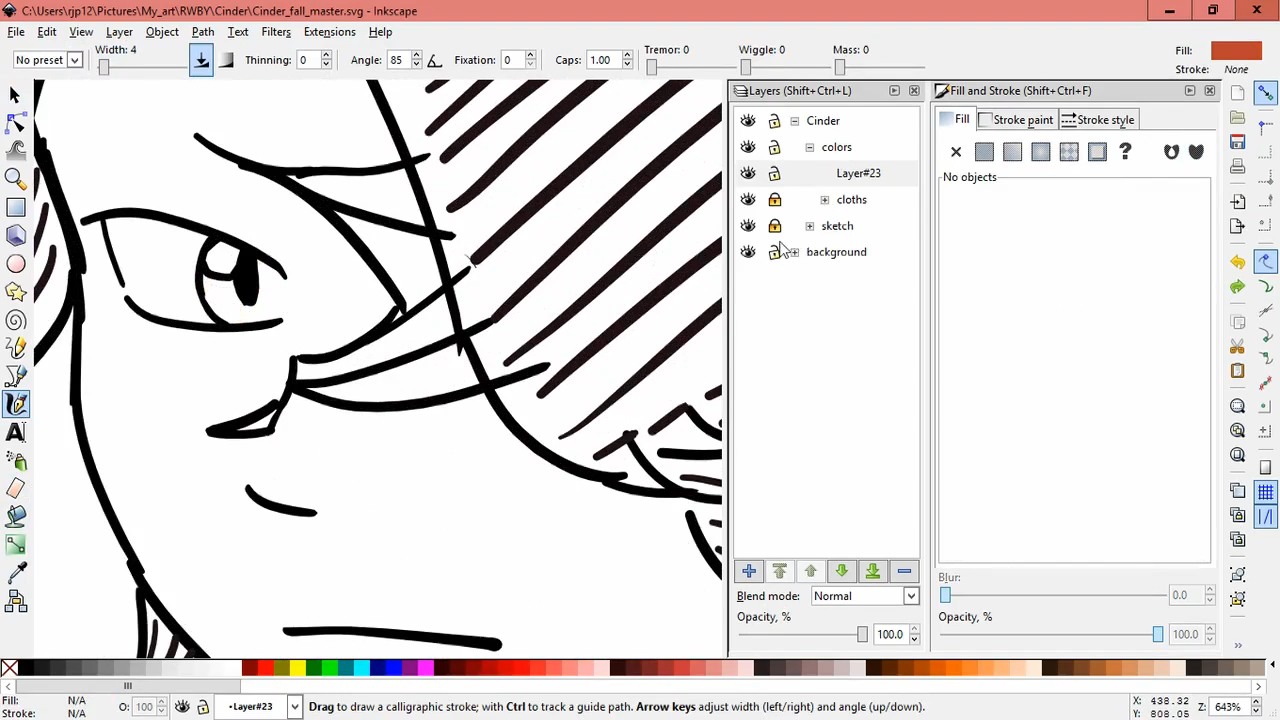 C:\Users\rjp12\Pictures\My_art\RWBY\Cinder\Cinder_fall_master.svg - Inkscape
File Edit View Layer Object Path Filters Text Extensions Help
No preset Width: 4 Thinning: 0 Angle: 85 Fixation: 0 Caps: 1.00 Tremor: 0 Wiggle: 0 Mass: 0 Fill:
Stroke: None
Layers (Shift+Ctrl+L) Fill and Stroke (Shift+Ctrl+F)
Cinder Fill Stroke paint Stroke style
colors
Layer#23 No objects
cloths
sketch
background
Blur:
0.0
Blend mode: Normal
Opacity, % Opacity, %
100.0 100.0
Fill: N/A O: 100 •Layer#23 Drag to draw a calligraphic stroke; with Ctrl to track a guide path. Arrow keys adjust width (left/right) and angle (up/down). X: 438.32 Z: 643%
Stroke: N/A Y: 808.05